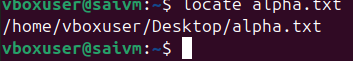 vboxuser@saivm:~$ locate alpha.txt
/home/vboxuser/Desktop/alpha.txt
vboxuser@saivm:~$